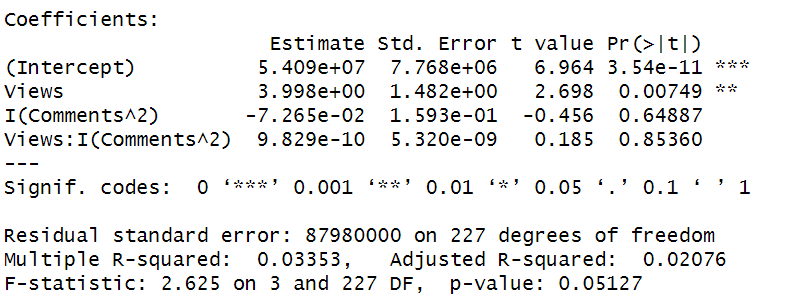 Coefficients:
Estimate Std. Error t value Pr(>|t|)
(Intercept) 5.409e+07 7.768e+06 6.964 3.54e-11 ***
Views 3.998e+00 1.482e+00 2.698 0.00749 **
I(Comments^2) -7.265e-02 1.593e-01 -0.456 0.64887
Views:I(Comments^2) 9.829e-10 5.320e-09 0.185 0.85360
---
Signif. codes: 0 ‘***’ 0.001 ‘**’ 0.01 ‘*’ 0.05 ‘.’ 0.1 ‘ ’ 1
Residual standard error: 87980000 on 227 degrees of freedom
Multiple R-squared: 0.03353, Adjusted R-squared: 0.02076
F-statistic: 2.625 on 3 and 227 DF, p-value: 0.05127